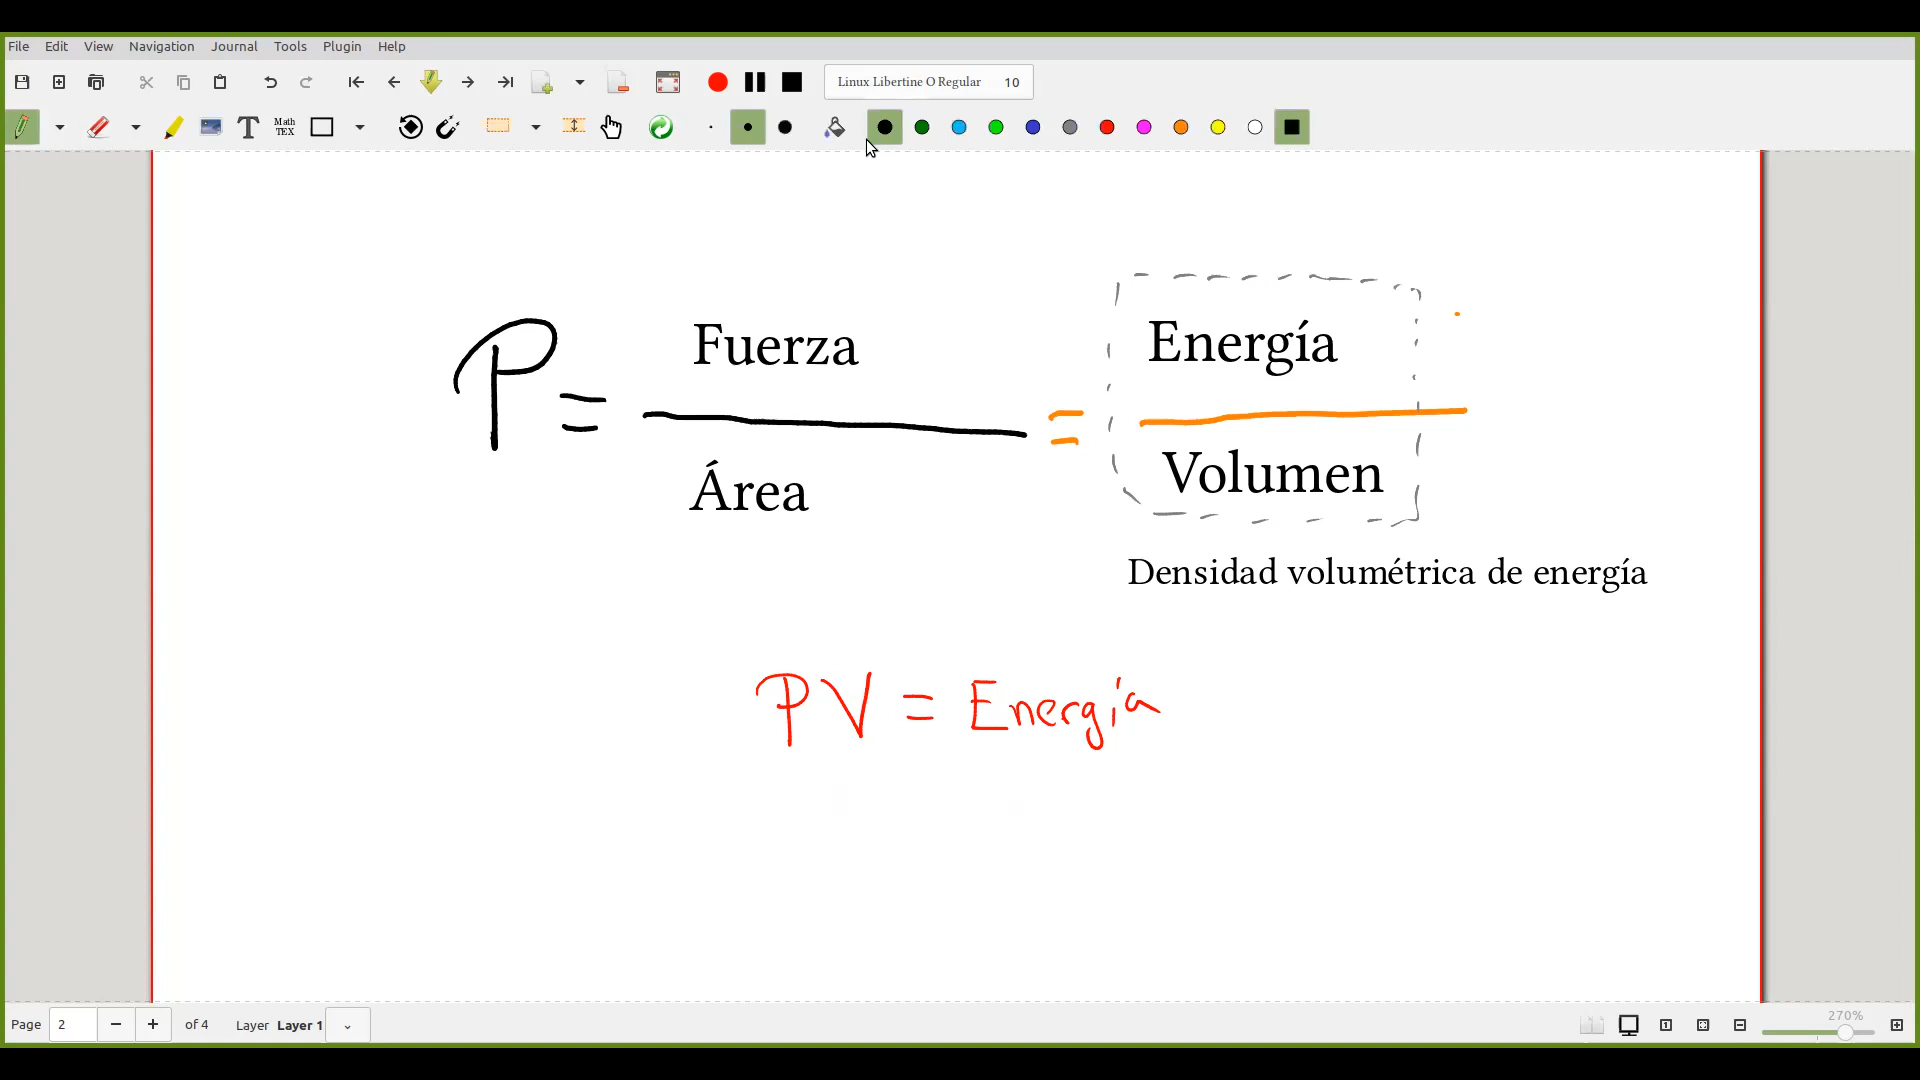 File Edit View Navigation Journal Tools Plugin Help
Linux Libertine O Regular 10
T Math TEX
P = Fuerza / Área = Energía / Volumen
Densidad volumétrica de energía
PV = Energía
Page 2 of 4 Layer Layer 1 270%